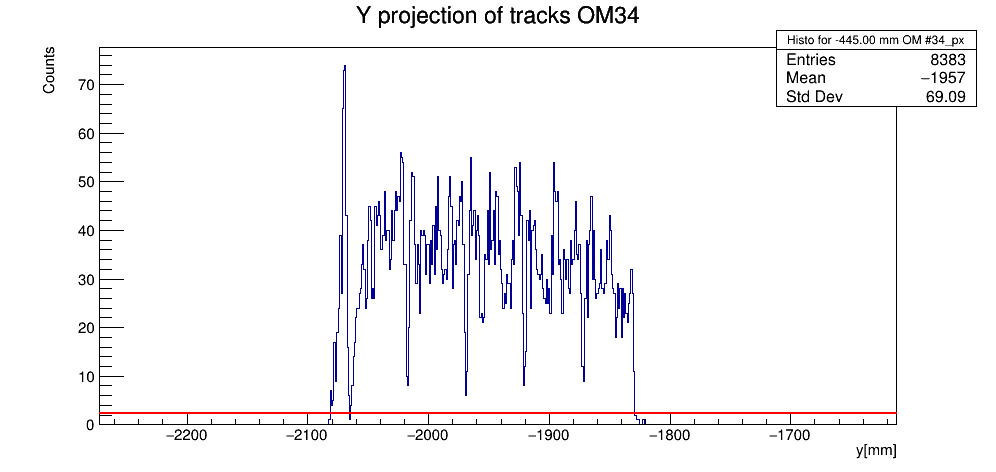 Y projection of tracks OM34
Histo for -445.00 mm OM #34_px
Entries 8383
Mean −1957
Std Dev 69.09
Counts
70
60
50
40
30
20
10
0
−2200 −2100 −2000 −1900 −1800 −1700
y[mm]